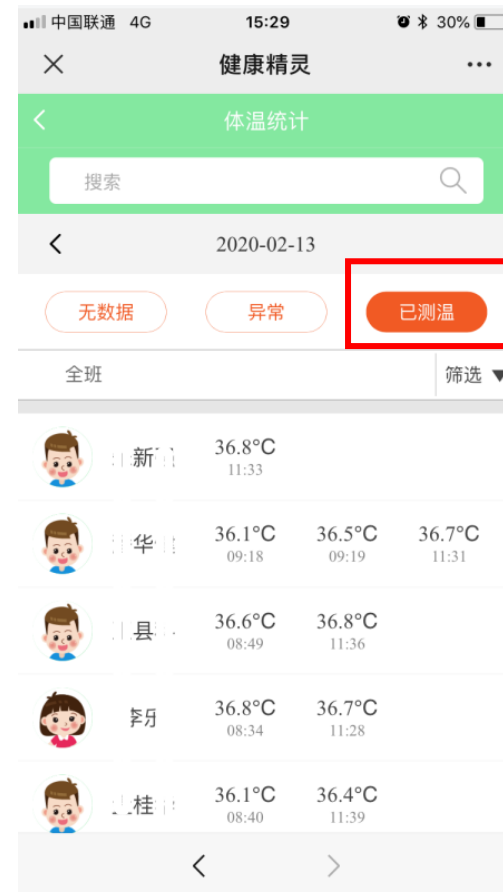 中国联通 4G 15:29 30%
健康精灵
体温统计
搜索
2020-02-13
无数据 异常 已测温
全班 筛选
新 36.8°C
11:33
华 36.1°C 36.5°C 36.7°C
09:18 09:19 11:31
县 36.6°C 36.8°C
08:49 11:36
李乐 36.8°C 36.7°C
08:34 11:28
桂 36.1°C 36.4°C
08:40 11:39